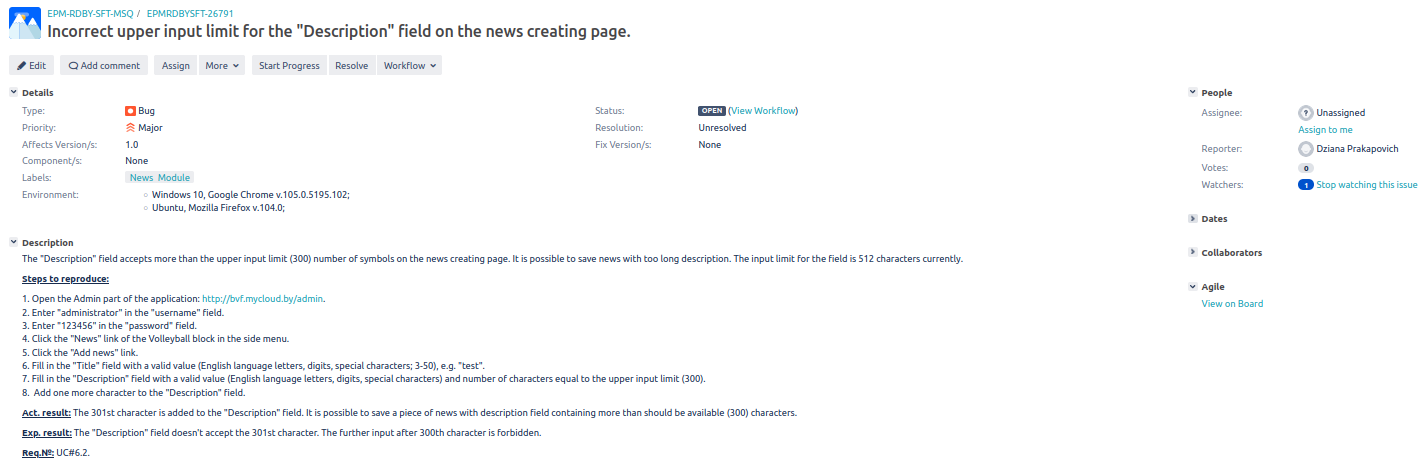 EPM-RDBY-SFT-MSQ / EPMRDBYSFT-26791
Incorrect upper input limit for the "Description" field on the news creating page.
Edit Add comment Assign More Start Progress Resolve Workflow
Details
Type: Bug
Priority: Major
Affects Version/s: 1.0
Component/s: None
Labels: News Module
Environment:
Windows 10, Google Chrome v.105.0.5195.102;
Ubuntu, Mozilla Firefox v.104.0;
Status: OPEN (View Workflow)
Resolution: Unresolved
Fix Version/s: None
People
Assignee: ? Unassigned
Assign to me
Reporter: Dziana Prakapovich
Votes: 0
Watchers: 1 Stop watching this issue
Dates
Collaborators
Agile
View on Board
Description
The "Description" field accepts more than the upper input limit (300) number of symbols on the news creating page. It is possible to save news with too long description. The input limit for the field is 512 characters currently.
Steps to reproduce:
1. Open the Admin part of the application: http://bvf.mycloud.by/admin.
2. Enter "administrator" in the "username" field.
3. Enter "123456" in the "password" field.
4. Click the "News" link of the Volleyball block in the side menu.
5. Click the "Add news" link.
6. Fill in the "Title" field with a valid value (English language letters, digits, special characters; 3-50), e.g. "test".
7. Fill in the "Description" field with a valid value (English language letters, digits, special characters) and number of characters equal to the upper input limit (300).
8. Add one more character to the "Description" field.
Act. result: The 301st character is added to the "Description" field. It is possible to save a piece of news with description field containing more than should be available (300) characters.
Exp. result: The "Description" field doesn't accept the 301st character. The further input after 300th character is forbidden.
Req.№: UC#6.2.